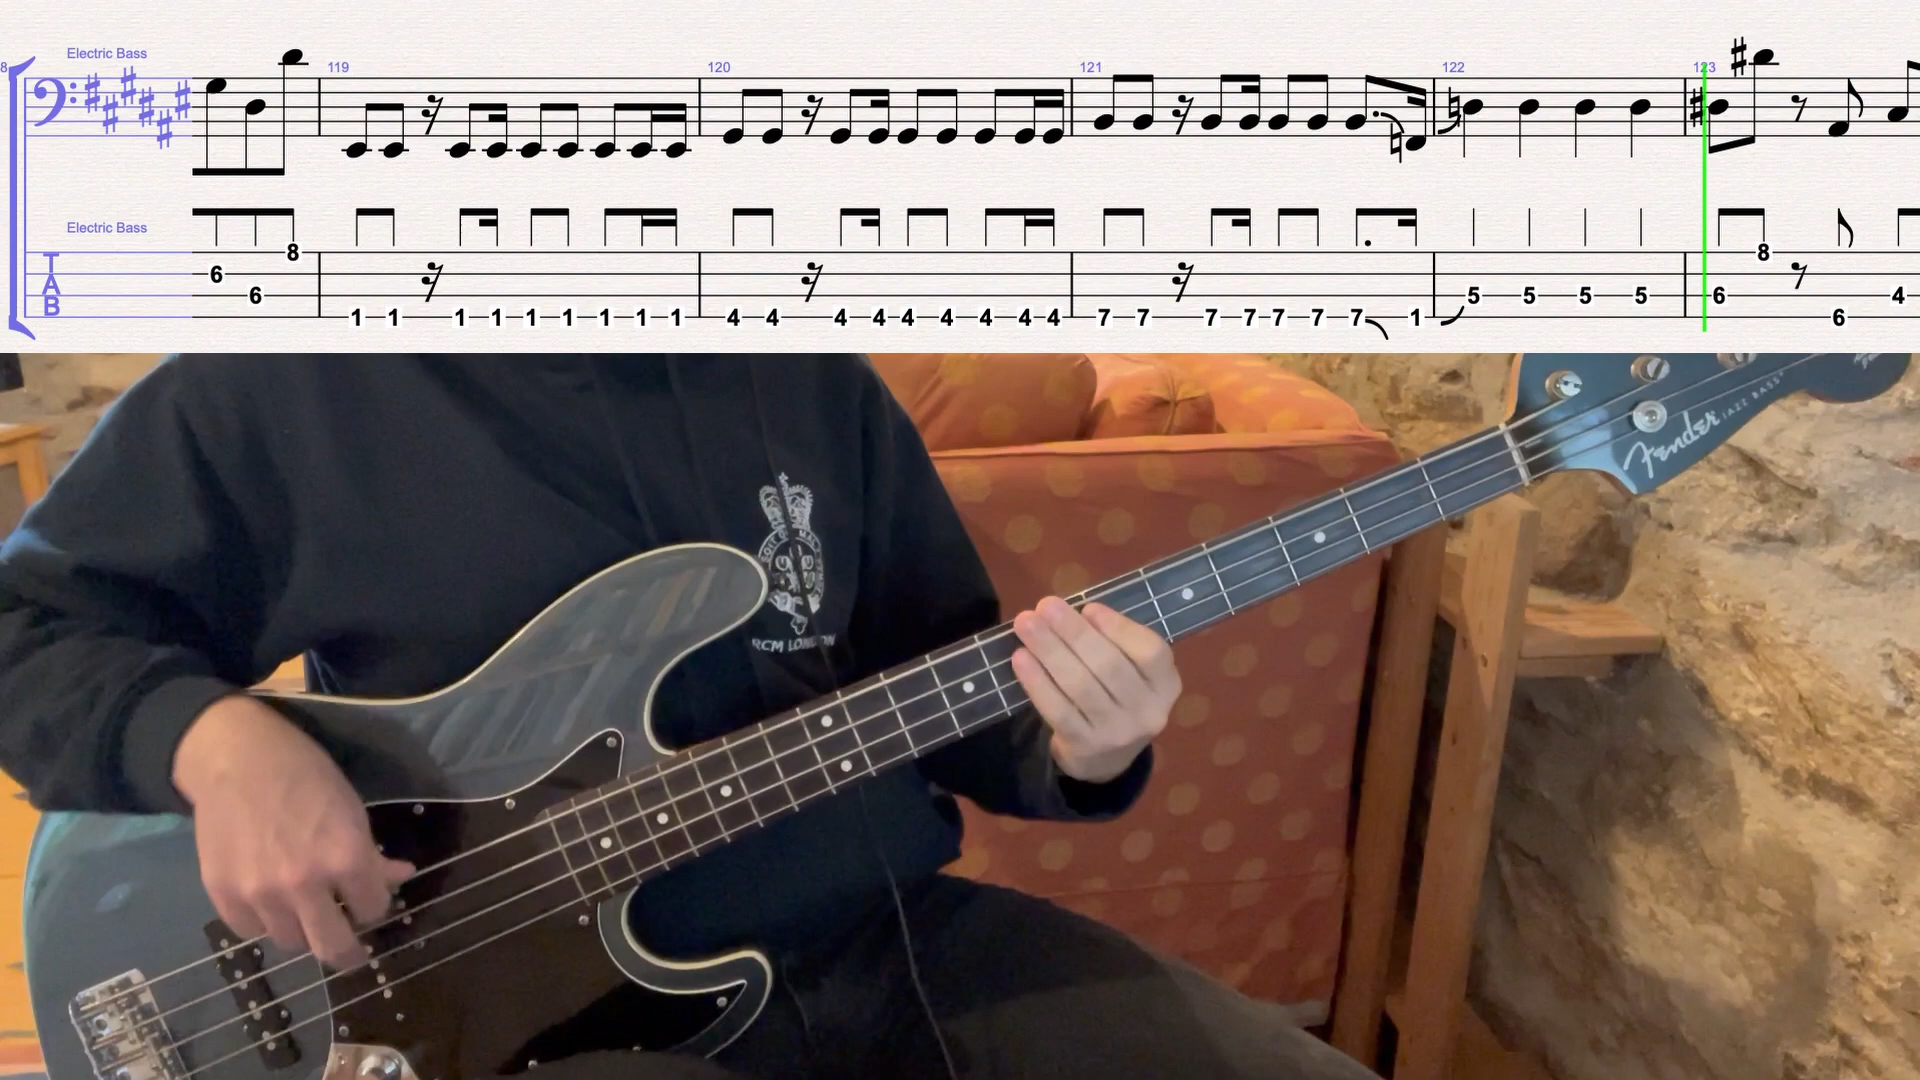 8
Electric Bass
119
120
121
122
123
Electric Bass
8 8
6
6 5 5 5 5 6 4
1 1 1 1 1 1 1 1 1 4 4 4 4 4 4 4 4 4 7 7 7 7 7 7 7 1 6
T
A
B
Fender JAZZ BASS
RCM LONDON